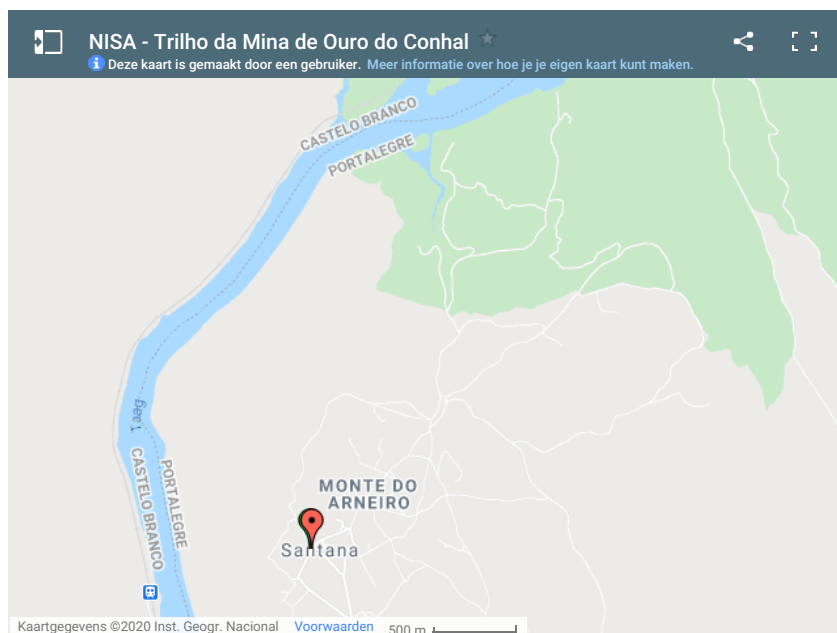 NISA - Trilho da Mina de Ouro do Conhal
Deze kaart is gemaakt door een gebruiker. Meer informatie over hoe je je eigen kaart kunt maken.
CASTELO BRANCO
PORTALEGRE
Taag
PORTALEGRE
CASTELO BRANCO
MONTE DO
ARNEIRO
Santana
Kaartgegevens ©2020 Inst. Geogr. Nacional Voorwaarden 500 m